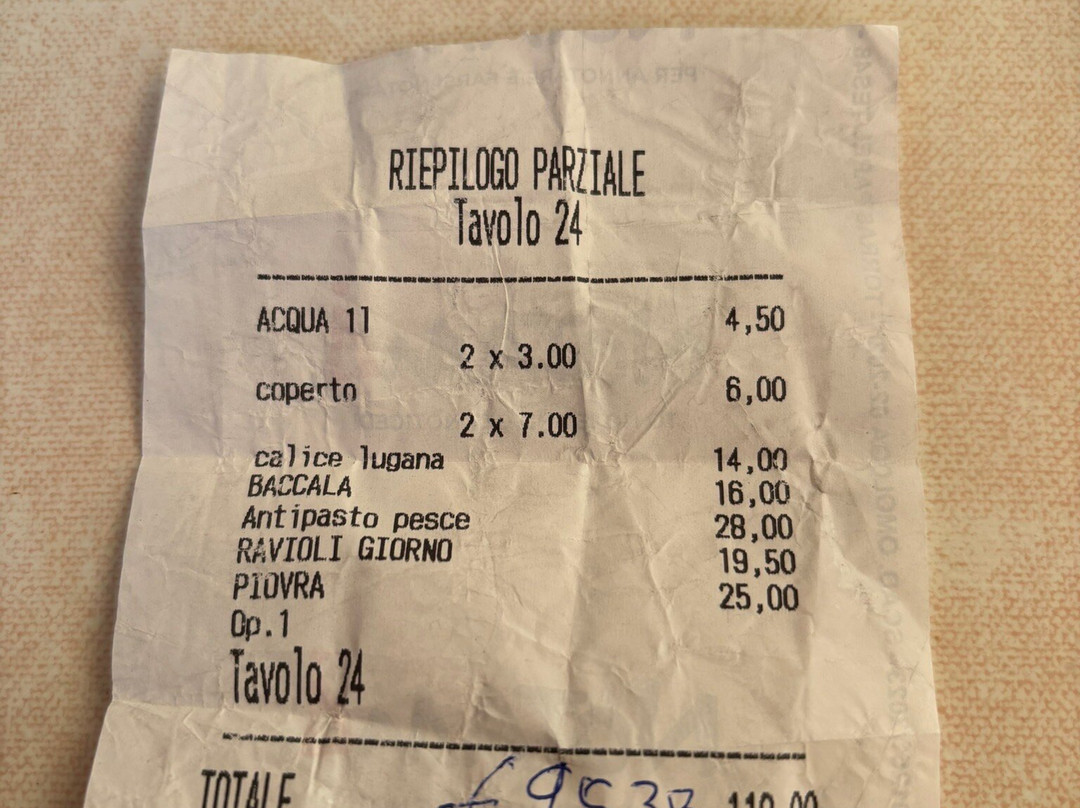 RIEPILOGO PARZIALE
Tavolo 24
ACQUA 1l 4,50
2 x 3.00
coperto 6,00
2 x 7.00
calice lugana 14,00
BACCALA 16,00
Antipasto pesce 28,00
RAVIOLI GIORNO 19,50
PIOVRA 25,00
Op.1
Tavolo 24
TOTALE